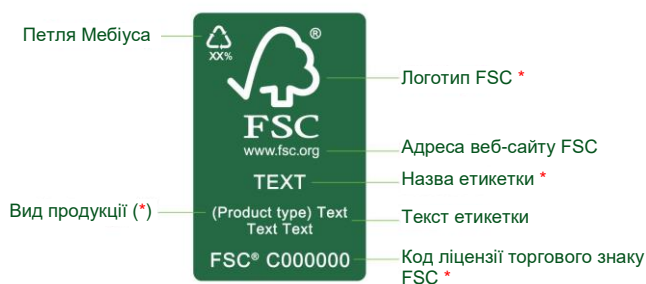 Петля Мебіуса
XX%
®
FSC
www.fsc.org
TEXT
(Product type) Text
Text Text
FSC® C000000
Логотип FSC *
Адреса веб-сайту FSC
Назва етикетки *
Вид продукції (*)
Текст етикетки
Код ліцензії торгового знаку
FSC *